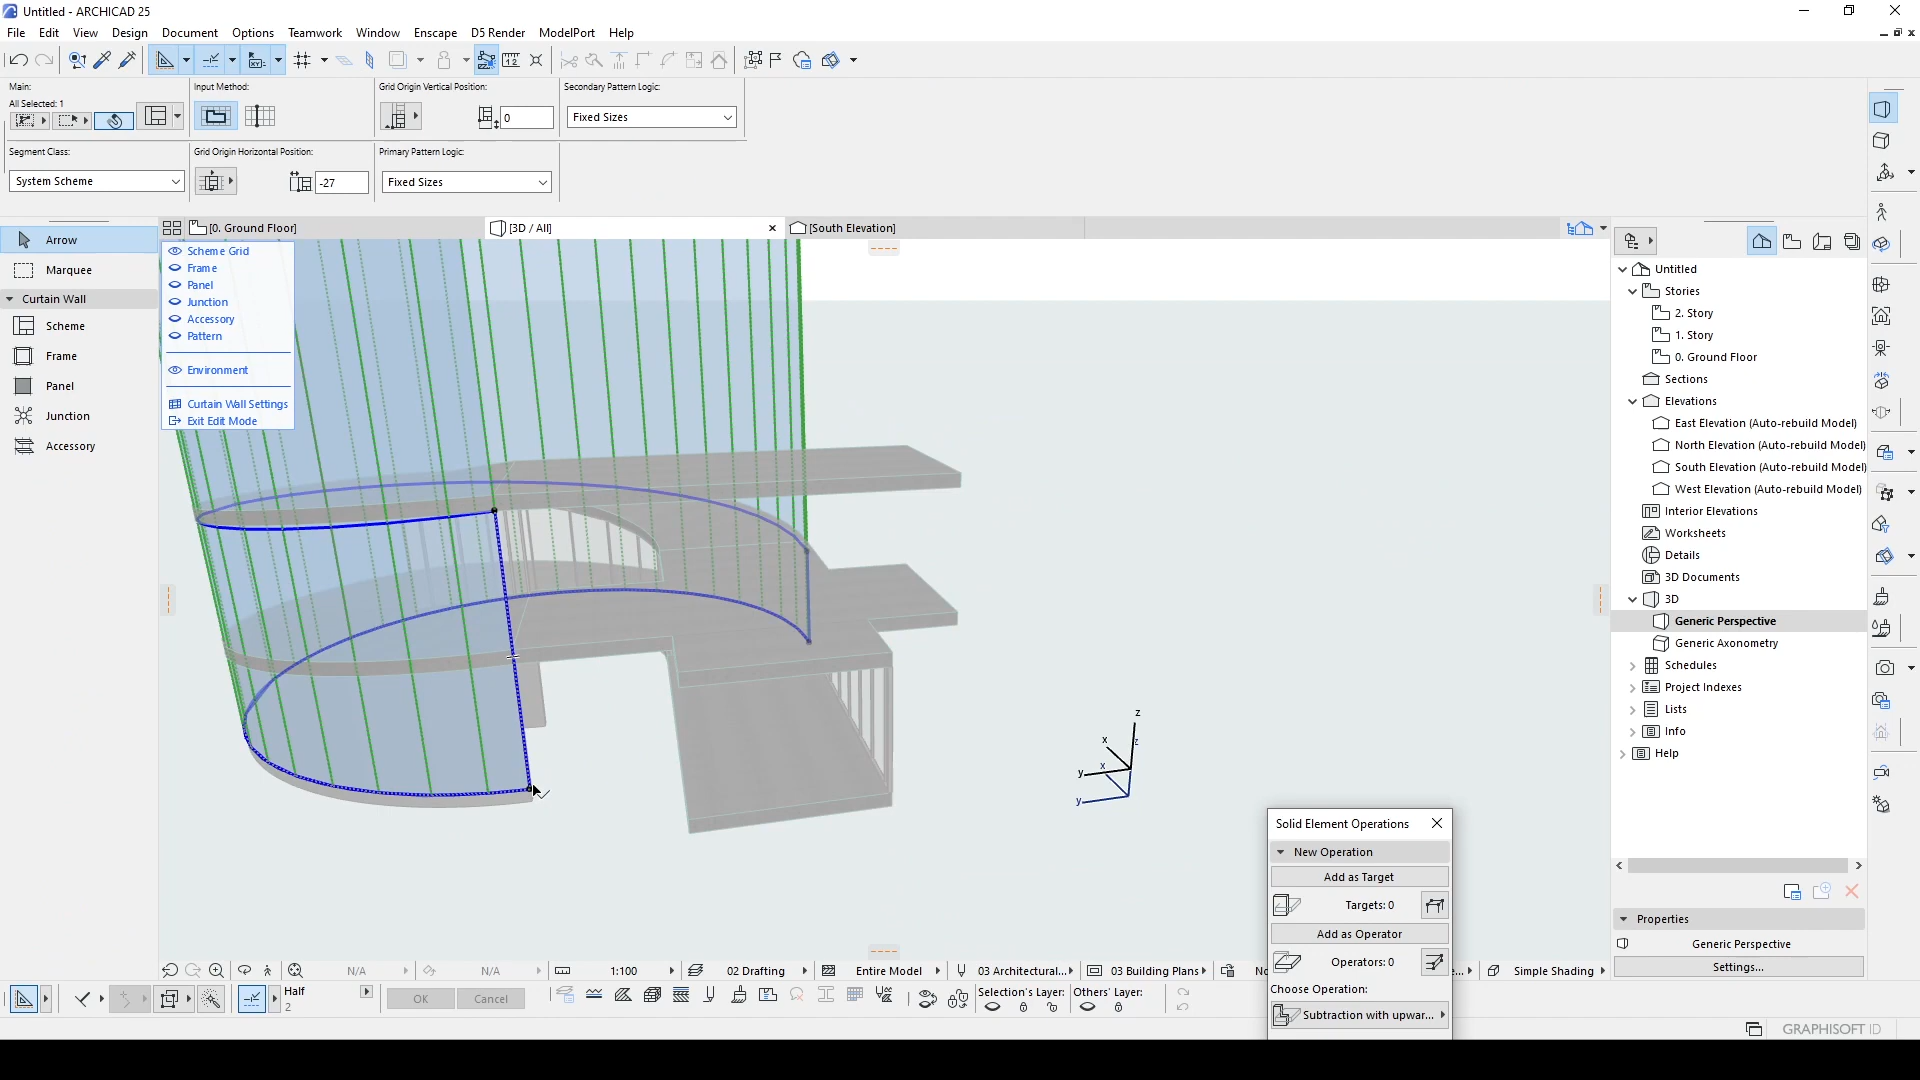 Untitled - ARCHICAD 25
File Edit View Design Document Options Teamwork Window Enscape D5 Render ModelPort Help
Main:
All Selected: 1
Input Method:
Grid Origin Vertical Position:
0
Secondary Pattern Logic:
Fixed Sizes
Segment Class:
System Scheme
Grid Origin Horizontal Position:
-27
Primary Pattern Logic:
Fixed Sizes
[0. Ground Floor]
[3D / All]
[South Elevation]
Arrow
Marquee
Curtain Wall
Scheme
Frame
Panel
Junction
Accessory
Scheme Grid
Frame
Panel
Junction
Accessory
Pattern
Environment
Curtain Wall Settings
Exit Edit Mode
z
x
z
x
y
y
Solid Element Operations
New Operation
Add as Target
Targets: 0
Add as Operator
Operators: 0
Choose Operation:
Subtraction with upwar...
Untitled
Stories
2. Story
1. Story
0. Ground Floor
Sections
Elevations
East Elevation (Auto-rebuild Model)
North Elevation (Auto-rebuild Model)
South Elevation (Auto-rebuild Model)
West Elevation (Auto-rebuild Model)
Interior Elevations
Worksheets
Details
3D Documents
3D
Generic Perspective
Generic Axonometry
Schedules
Project Indexes
Lists
Info
Help
Properties
Generic Perspective
Settings...
N/A
N/A
1:100
02 Drafting
Entire Model
03 Architectural...
03 Building Plans
No
...
Simple Shading
Half
2
OK
Cancel
Selection's Layer:
Others' Layer:
GRAPHISOFT ID